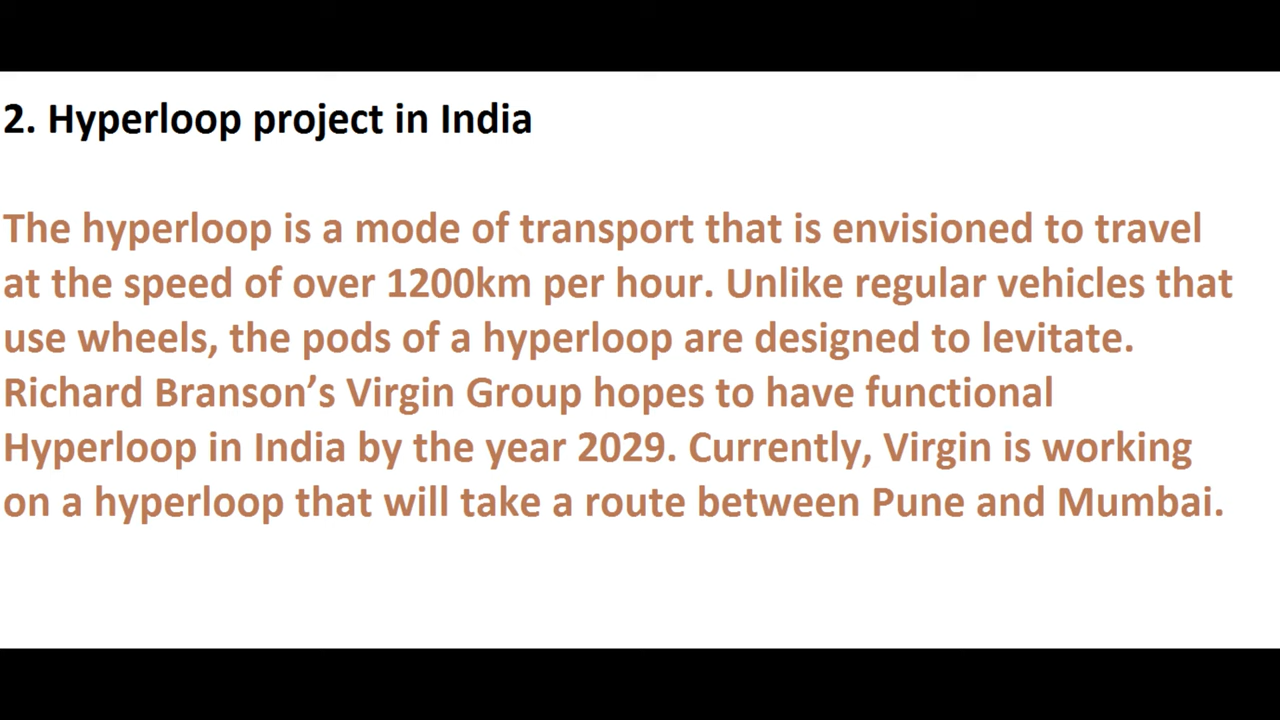 2. Hyperloop project in India
The hyperloop is a mode of transport that is envisioned to travel
at the speed of over 1200km per hour. Unlike regular vehicles that
use wheels, the pods of a hyperloop are designed to levitate.
Richard Branson’s Virgin Group hopes to have functional
Hyperloop in India by the year 2029. Currently, Virgin is working
on a hyperloop that will take a route between Pune and Mumbai.